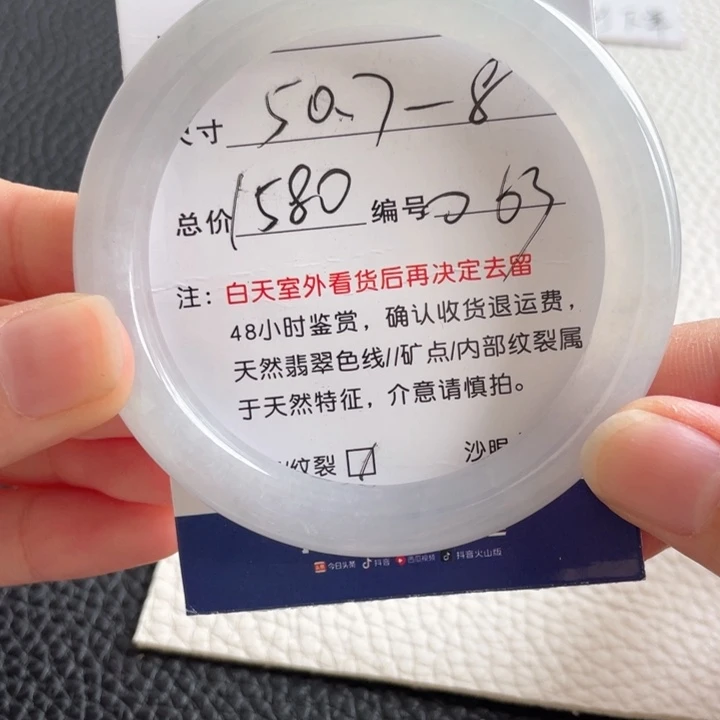 尺寸 50.7-8
总价 1580 编号 063
注：白天室外看货后再决定去留
48小时鉴赏，确认收货退运费，
天然翡翠色线//矿点/内部纹裂属
于天然特征，介意请慎拍。
纹裂 沙眼
今日头条 抖音 西瓜视频 抖音火山版